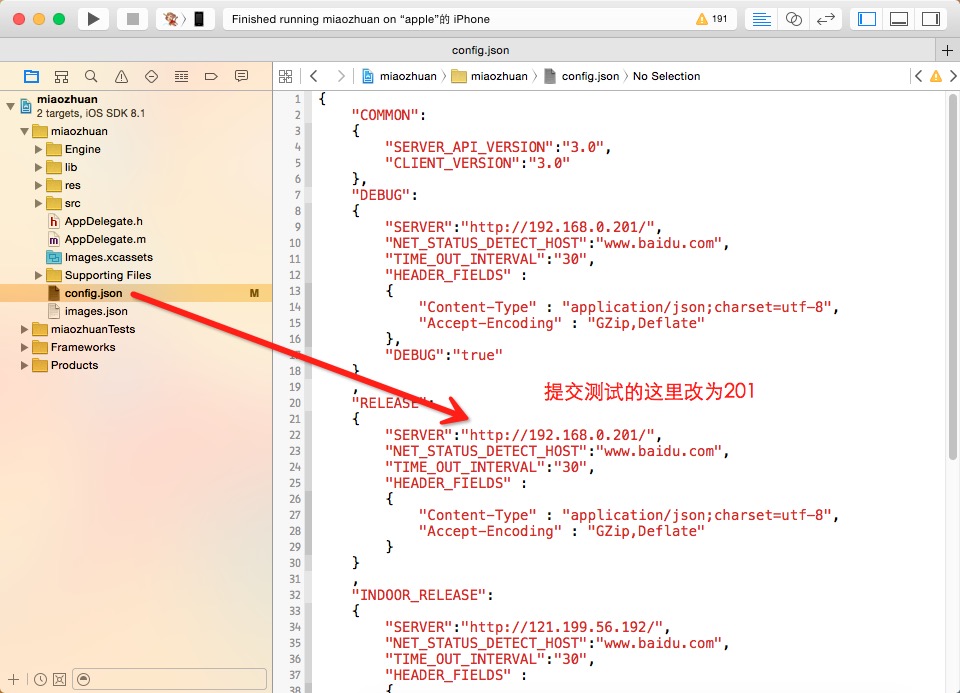 Finished running miaozhuan on “apple”的 iPhone
191
config.json
miaozhuan
miaozhuan
config.json
No Selection
miaozhuan
2 targets, iOS SDK 8.1
miaozhuan
Engine
lib
res
src
AppDelegate.h
AppDelegate.m
Images.xcassets
Supporting Files
config.json M
images.json
miaozhuanTests
Frameworks
Products
1 {
2 "COMMON":
3 {
4 "SERVER_API_VERSION":"3.0",
5 "CLIENT_VERSION":"3.0"
6 },
7 "DEBUG":
8 {
9 "SERVER":"http://192.168.0.201/",
10 "NET_STATUS_DETECT_HOST":"www.baidu.com",
11 "TIME_OUT_INTERVAL":"30",
12 "HEADER_FIELDS" :
13 {
14 "Content-Type" : "application/json;charset=utf-8",
15 "Accept-Encoding" : "GZip,Deflate"
16 },
"DEBUG":"true"
18 }
19 ,
20 "RELEASE":
21 {
22 "SERVER":"http://192.168.0.201/",
23 "NET_STATUS_DETECT_HOST":"www.baidu.com",
24 "TIME_OUT_INTERVAL":"30",
25 "HEADER_FIELDS" :
26 {
27 "Content-Type" : "application/json;charset=utf-8",
28 "Accept-Encoding" : "GZip,Deflate"
29 }
30 }
31 ,
32 "INDOOR_RELEASE":
33 {
34 "SERVER":"http://121.199.56.192/",
35 "NET_STATUS_DETECT_HOST":"www.baidu.com",
36 "TIME_OUT_INTERVAL":"30",
37 "HEADER_FIELDS" :
38 {
提交测试的这里改为201